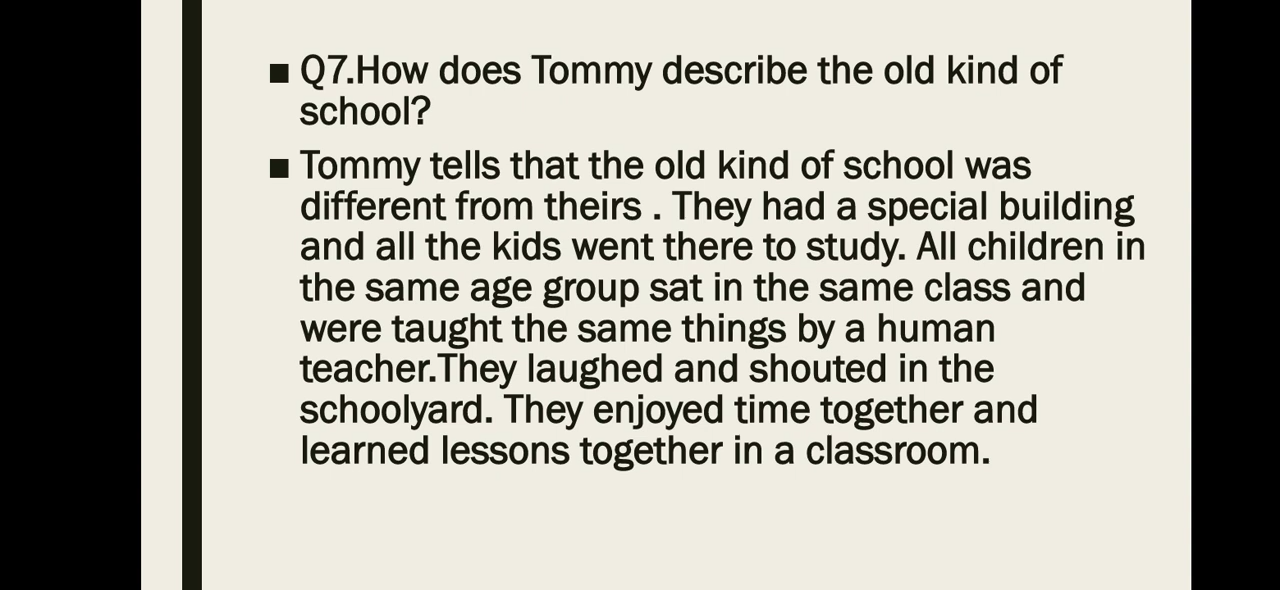 ■ Q7.How does Tommy describe the old kind of
school?
■ Tommy tells that the old kind of school was
different from theirs . They had a special building
and all the kids went there to study. All children in
the same age group sat in the same class and
were taught the same things by a human
teacher.They laughed and shouted in the
schoolyard. They enjoyed time together and
learned lessons together in a classroom.